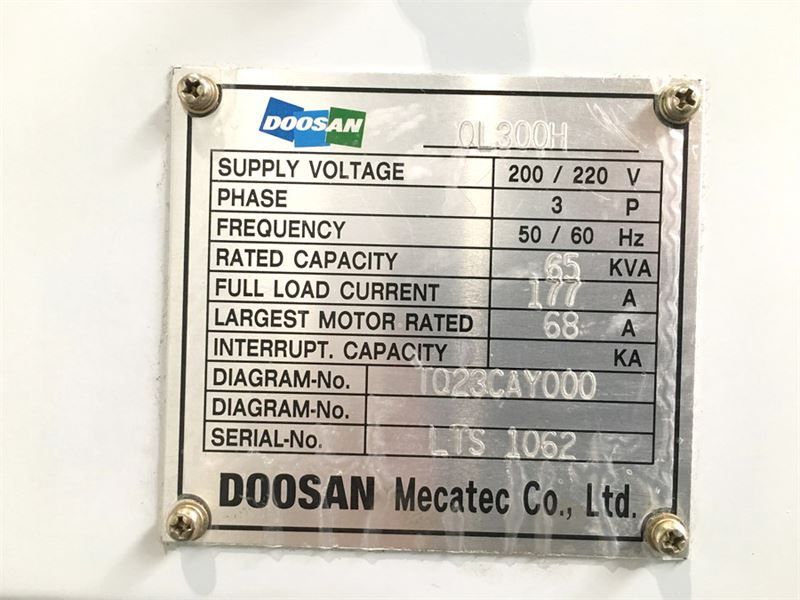 DOOSAN QL300H
SUPPLY VOLTAGE 200 / 220 V
PHASE 3 P
FREQUENCY 50 / 60 Hz
RATED CAPACITY 65 KVA
FULL LOAD CURRENT 177 A
LARGEST MOTOR RATED 68 A
INTERRUPT. CAPACITY KA
DIAGRAM-No. TQ23CAY000
DIAGRAM-No.
SERIAL-No. LTS 1062
DOOSAN Mecatec Co., Ltd.